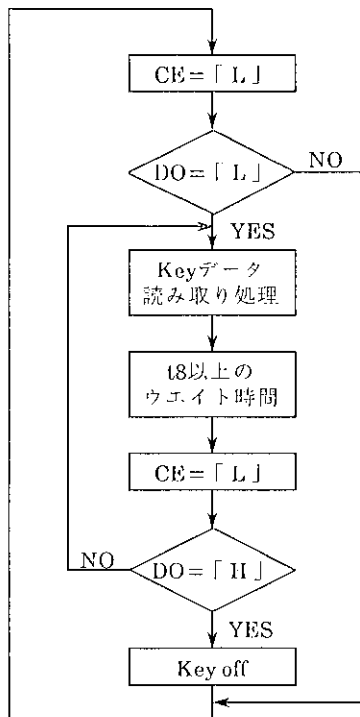 CE=「L」
DO=「L」
NO
YES
Keyデータ
読み取り処理
t8以上の
ウエイト時間
CE=「L」
DO=「H」
NO
YES
Key off